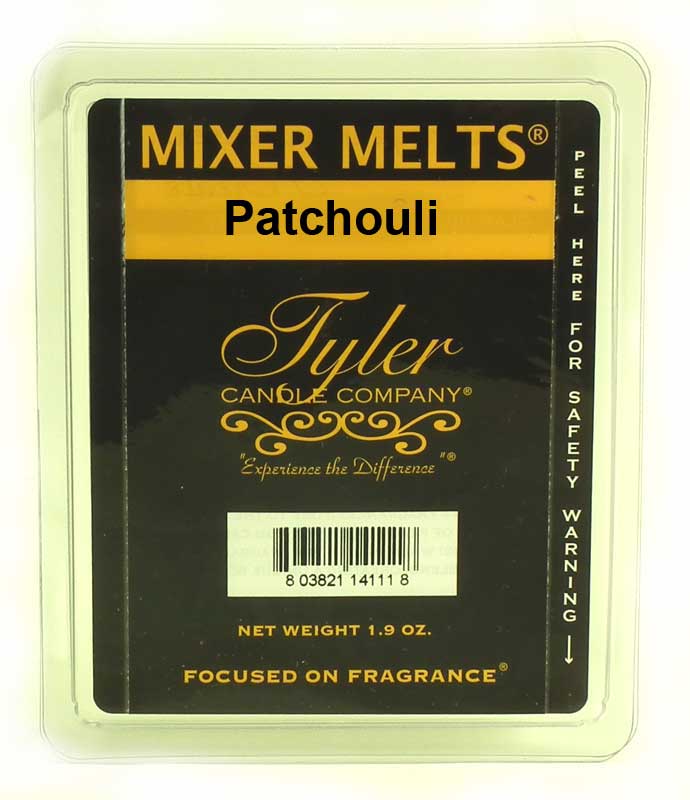 MIXER MELTS®
Patchouli
Tyler
CANDLE COMPANY®
"Experience the Difference"®
8 03821 14111 8
NET WEIGHT 1.9 OZ.
FOCUSED ON FRAGRANCE®
PEEL HERE FOR SAFETY WARNING →